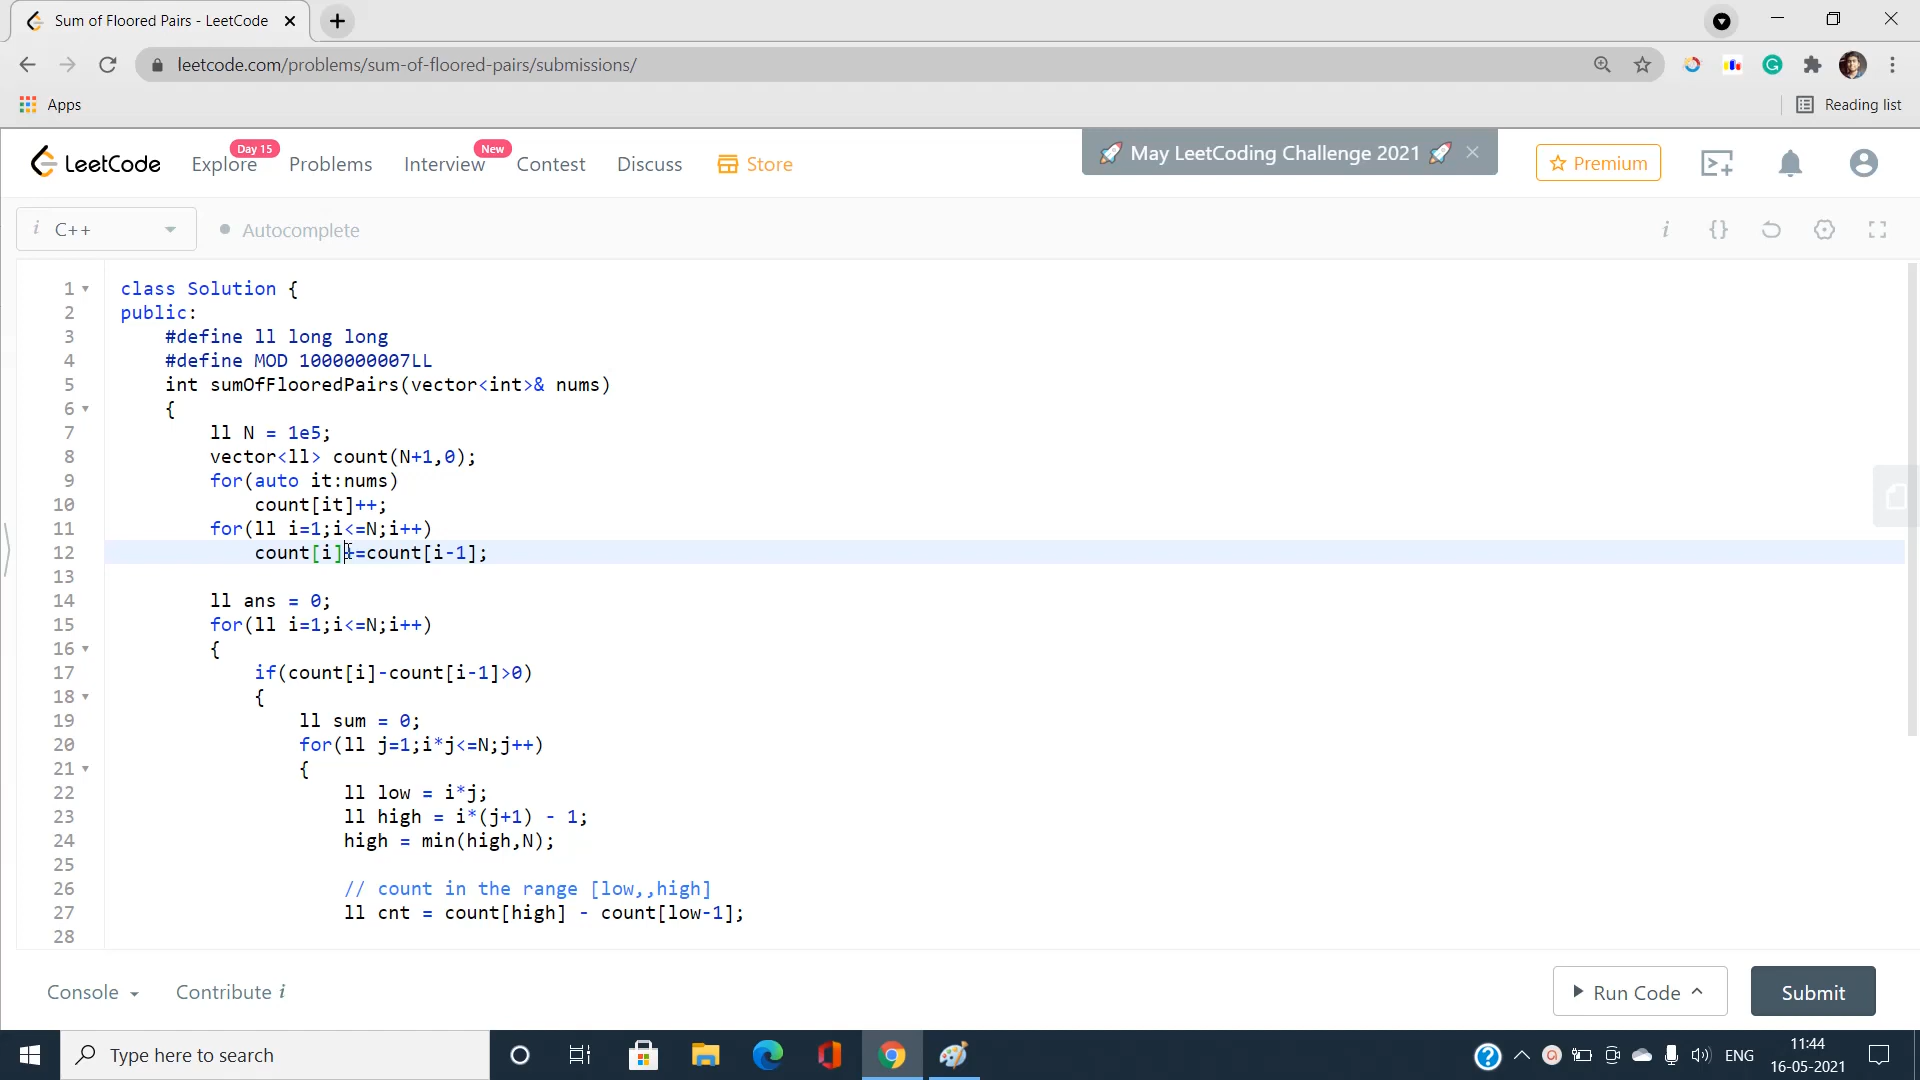 Sum of Floored Pairs - LeetCode
leetcode.com/problems/sum-of-floored-pairs/submissions/
Apps
Reading list
LeetCode
Explore
Day 15
Problems
Interview
New
Contest
Discuss
Store
May LeetCoding Challenge 2021
Premium
i C++
Autocomplete
i {}
1 class Solution {
2 public:
3 #define ll long long
4 #define MOD 1000000007LL
5 int sumOfFlooredPairs(vector<int>& nums)
6 {
7 ll N = 1e5;
8 vector<ll> count(N+1,0);
9 for(auto it:nums)
10 count[it]++;
11 for(ll i=1;i<=N;i++)
12 count[i]+=count[i-1];
13
14 ll ans = 0;
15 for(ll i=1;i<=N;i++)
16 {
17 if(count[i]-count[i-1]>0)
18 {
19 ll sum = 0;
20 for(ll j=1;i*j<=N;j++)
21 {
22 ll low = i*j;
23 ll high = i*(j+1) - 1;
24 high = min(high,N);
25
26 // count in the range [low,,high]
27 ll cnt = count[high] - count[low-1];
28
Console
Contribute i
Run Code
Submit
Type here to search
ENG
11:44
16-05-2021